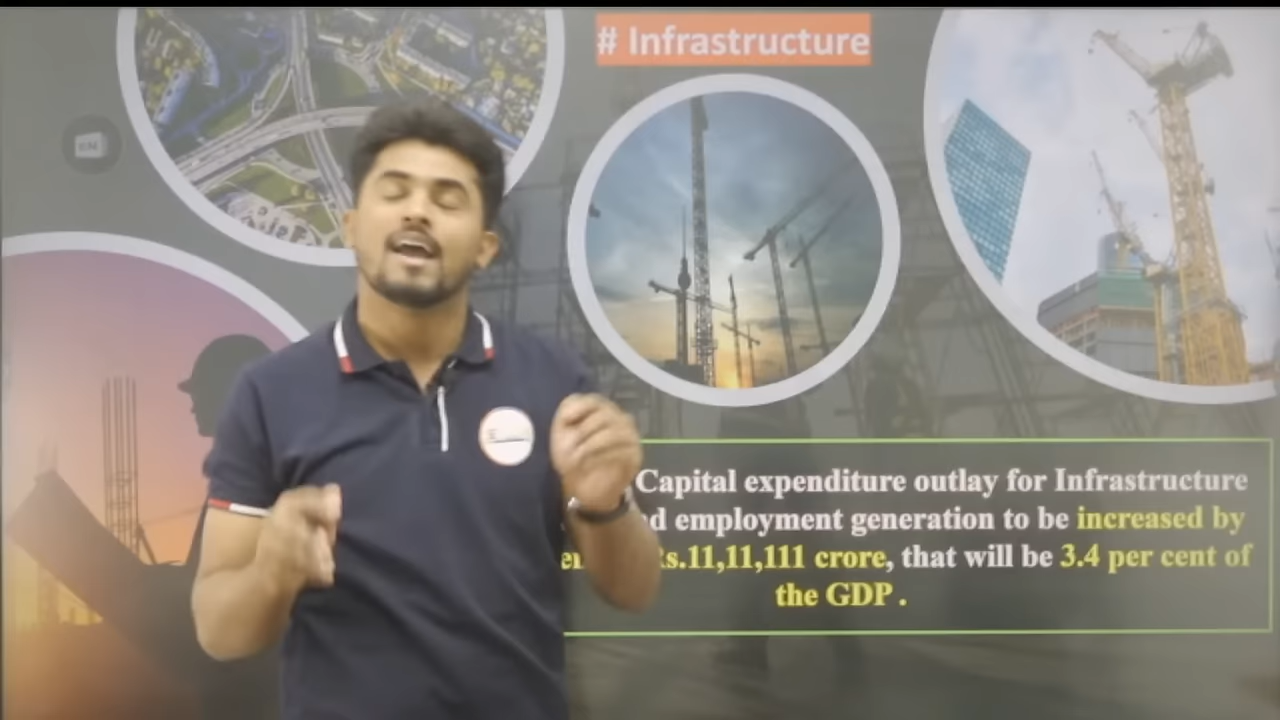 # Infrastructure
Capital expenditure outlay for Infrastructure
employment generation to be increased by
Rs.11,11,111 crore, that will be 3.4 per cent of
the GDP .